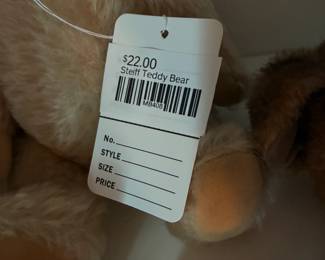 $22.00
Steiff Teddy Bear
MB408
No.
STYLE
SIZE
PRICE